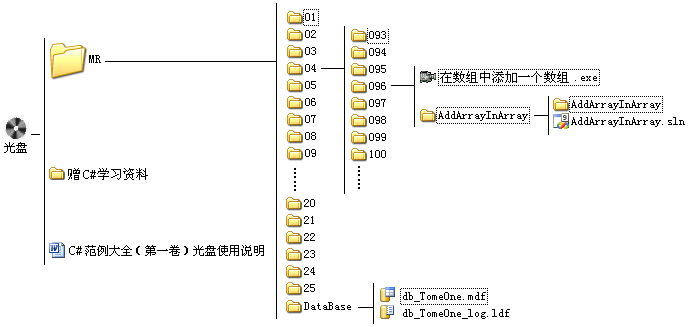 光盘
MR
赠C#学习资料
C#范例大全(第一卷)光盘使用说明
01
02
03
04
05
06
07
08
09
20
21
22
23
24
25
DataBase
093
094
095
096
097
098
099
100
在数组中添加一个数组.exe
AddArrayInArray
AddArrayInArray
AddArrayInArray.sln
db_TomeOne.mdf
db_TomeOne_log.ldf